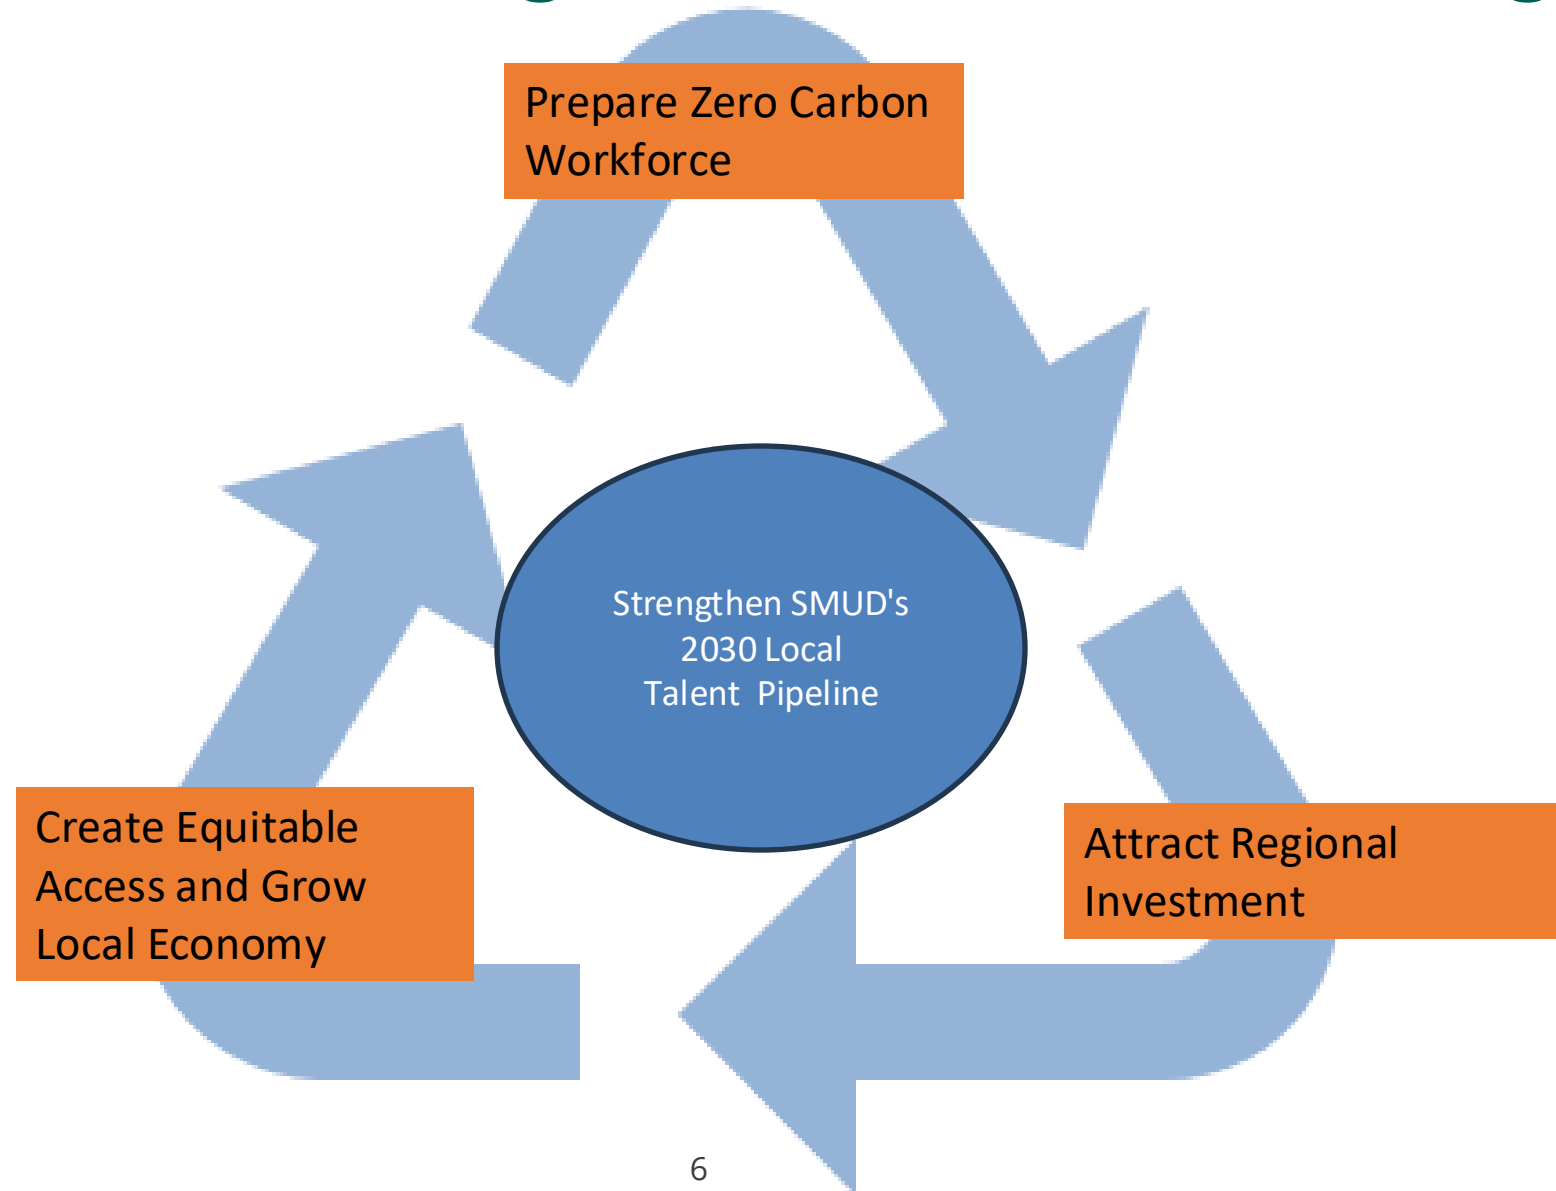 Prepare Zero Carbon
Workforce
Strengthen SMUD's
2030 Local
Talent  Pipeline
Create Equitable
Access and Grow
Local Economy
Attract Regional
Investment
6